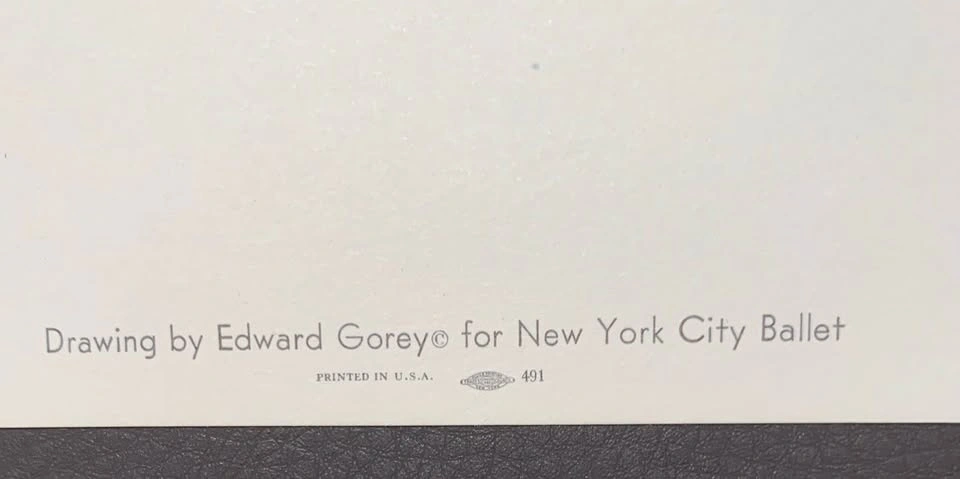 Drawing by Edward Gorey© for New York City Ballet
PRINTED IN U.S.A. 491